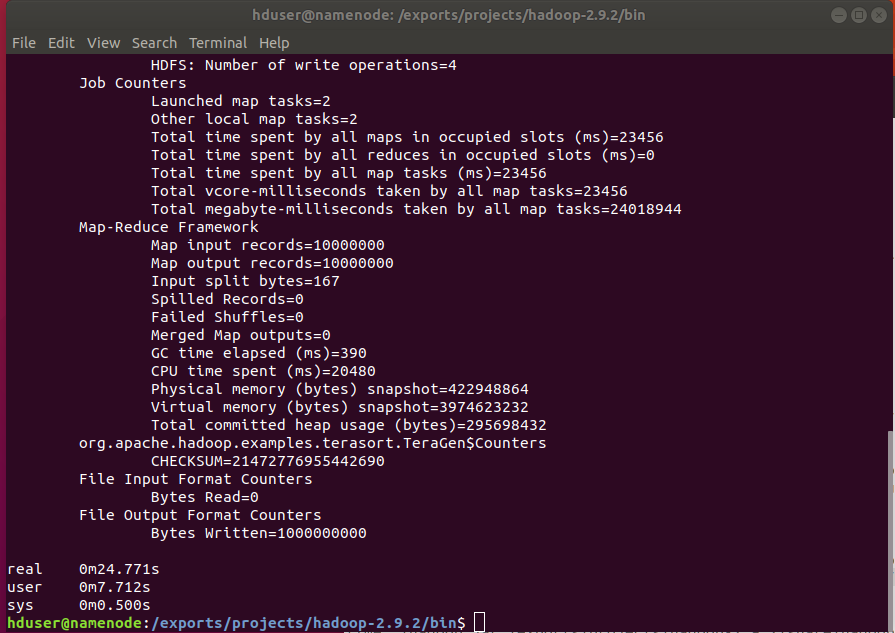 hduser@namenode: /exports/projects/hadoop-2.9.2/bin
File Edit View Search Terminal Help
HDFS: Number of write operations=4
Job Counters
Launched map tasks=2
Other local map tasks=2
Total time spent by all maps in occupied slots (ms)=23456
Total time spent by all reduces in occupied slots (ms)=0
Total time spent by all map tasks (ms)=23456
Total vcore-milliseconds taken by all map tasks=23456
Total megabyte-milliseconds taken by all map tasks=24018944
Map-Reduce Framework
Map input records=10000000
Map output records=10000000
Input split bytes=167
Spilled Records=0
Failed Shuffles=0
Merged Map outputs=0
GC time elapsed (ms)=390
CPU time spent (ms)=20480
Physical memory (bytes) snapshot=422948864
Virtual memory (bytes) snapshot=3974623232
Total committed heap usage (bytes)=295698432
org.apache.hadoop.examples.terasort.TeraGen$Counters
CHECKSUM=21472776955442690
File Input Format Counters
Bytes Read=0
File Output Format Counters
Bytes Written=1000000000
real 0m24.771s
user 0m7.712s
sys 0m0.500s
hduser@namenode:/exports/projects/hadoop-2.9.2/bin$